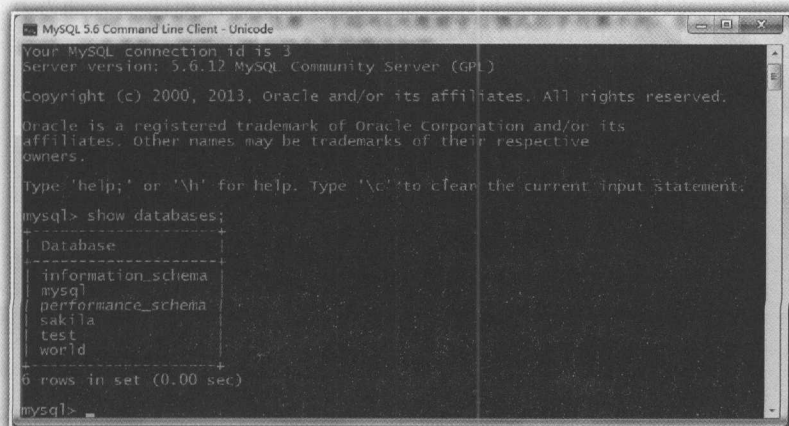 MySQL 5.6 Command Line Client - Unicode
Your MySQL connection id is 3
Server version: 5.6.12 MySQL Community Server (GPL)
Copyright (c) 2000, 2013, Oracle and/or its affiliates. All rights reserved.
Oracle is a registered trademark of Oracle Corporation and/or its
affiliates. Other names may be trademarks of their respective
owners.
Type 'help;' or '\h' for help. Type '\c' to clear the current input statement.
mysql> show databases;
+--------------------+
| Database           |
+--------------------+
| information_schema |
| mysql              |
| performance_schema |
| sakila             |
| test               |
| world              |
+--------------------+
6 rows in set (0.00 sec)
mysql> _